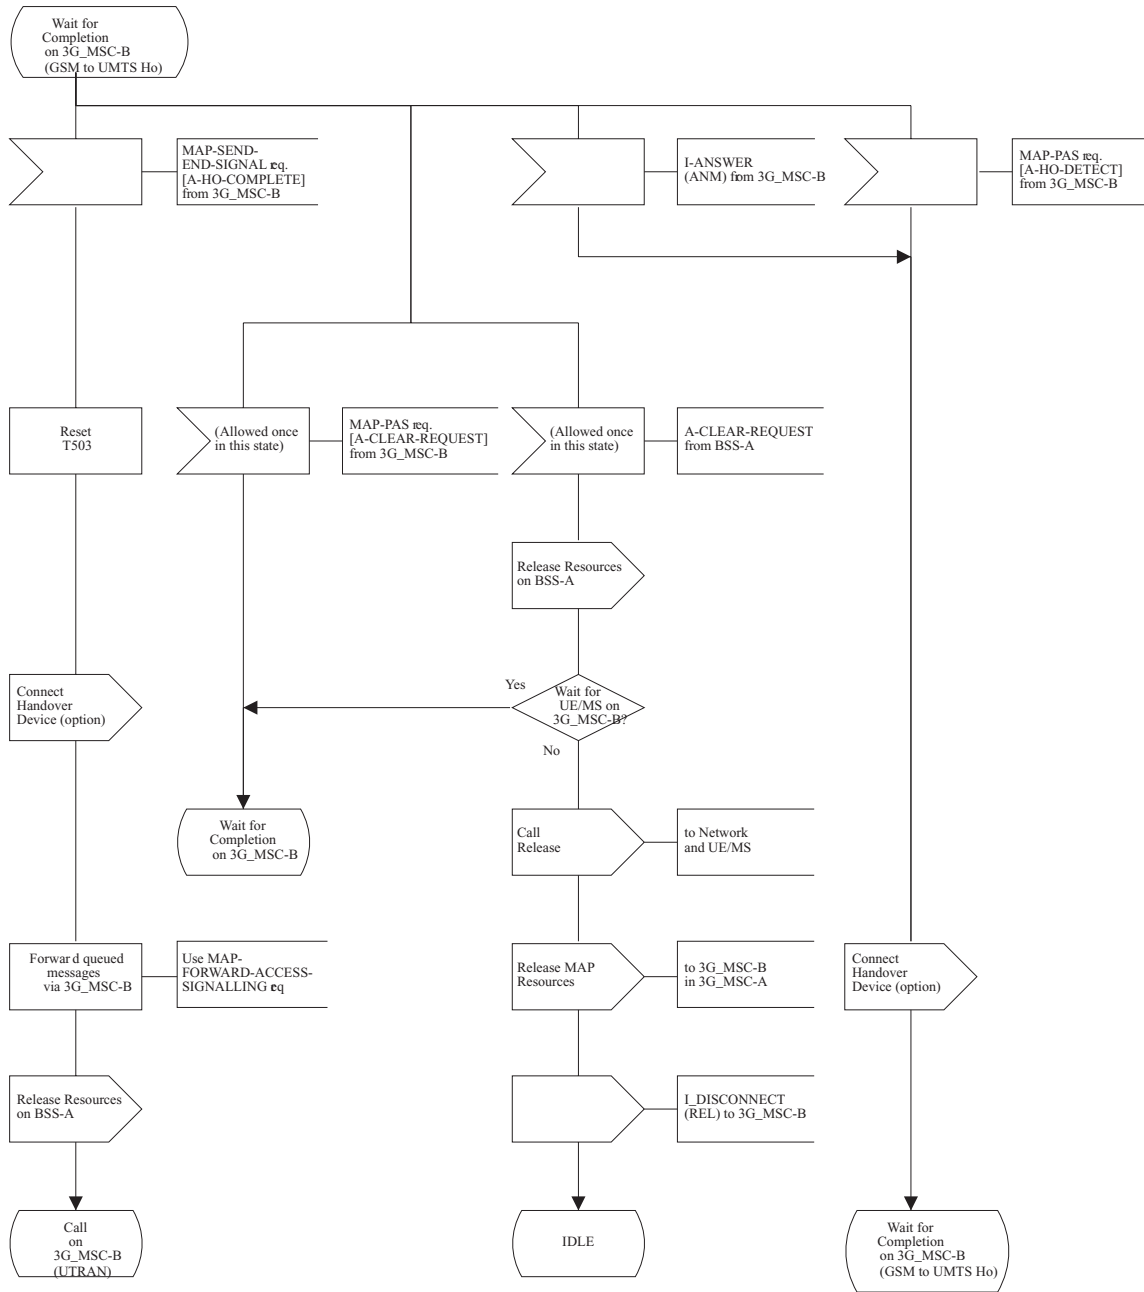 Wait for
Completion
on 3G_MSC-B
(GSM to UMTS Ho)
MAP-SEND-
END-SIGNAL req.
[A-HO-COMPLETE]
from 3G_MSC-B
I-ANSWER
(ANM) from 3G_MSC-B
MAP-PAS req.
[A-HO-DETECT]
from 3G_MSC-B
Reset
T503
(Allowed once
in this state)
MAP-PAS req.
[A-CLEAR-REQUEST]
from 3G_MSC-B
(Allowed once
in this state)
A-CLEAR-REQUEST
from BSS-A
Release Resources
on BSS-A
Connect
Handover
Device (option)
Yes
Wait for
UE/MS on
3G_MSC-B?
No
Wait for
Completion
on 3G_MSC-B
Call
Release
to Network
and UE/MS
Forward queued
messages
via 3G_MSC-B
Use MAP-
FORWARD-ACCESS-
SIGNALLING eq
Release MAP
Resources
to 3G_MSC-B
in 3G_MSC-A
Connect
Handover
Device (option)
Release Resources
on BSS-A
I_DISCONNECT
(REL) to 3G_MSC-B
Call
on
3G_MSC-B
(UTRAN)
IDLE
Wait for
Completion
on 3G_MSC-B
(GSM to UMTS Ho)